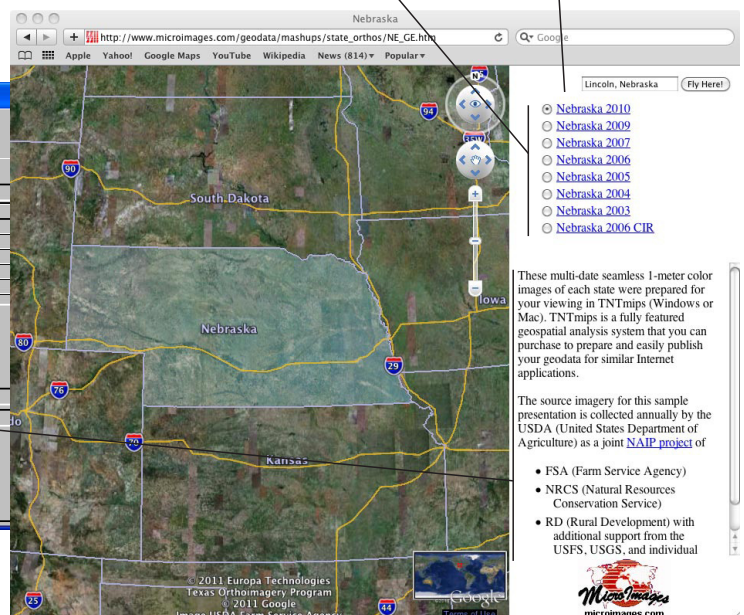 Nebraska
http://www.microimages.com/geodata/mashups/state_orthos/NE_GE.htm
Google
Apple Yahoo! Google Maps YouTube Wikipedia News (814) Popular
N
94
90
South Dakota
Iowa
Nebraska
80
29
76
70
Kansas
25
44
© 2011 Europa Technologies
Texas Orthoimagery Program
© 2011 Google
Image USDA Farm Service Agency
Google
Terms of Use
Lincoln, Nebraska Fly Here!
Nebraska 2010
Nebraska 2009
Nebraska 2007
Nebraska 2006
Nebraska 2005
Nebraska 2004
Nebraska 2003
Nebraska 2006 CIR
These multi-date seamless 1-meter color
images of each state were prepared for
your viewing in TNTmips (Windows or
Mac). TNTmips is a fully featured
geospatial analysis system that you can
purchase to prepare and easily publish
your geodata for similar Internet
applications.
The source imagery for this sample
presentation is collected annually by the
USDA (United States Department of
Agriculture) as a joint NAIP project of
• FSA (Farm Service Agency)
• NRCS (Natural Resources
Conservation Service)
• RD (Rural Development) with
additional support from the
USFS, USGS, and individual
MicroImages
microimages.com